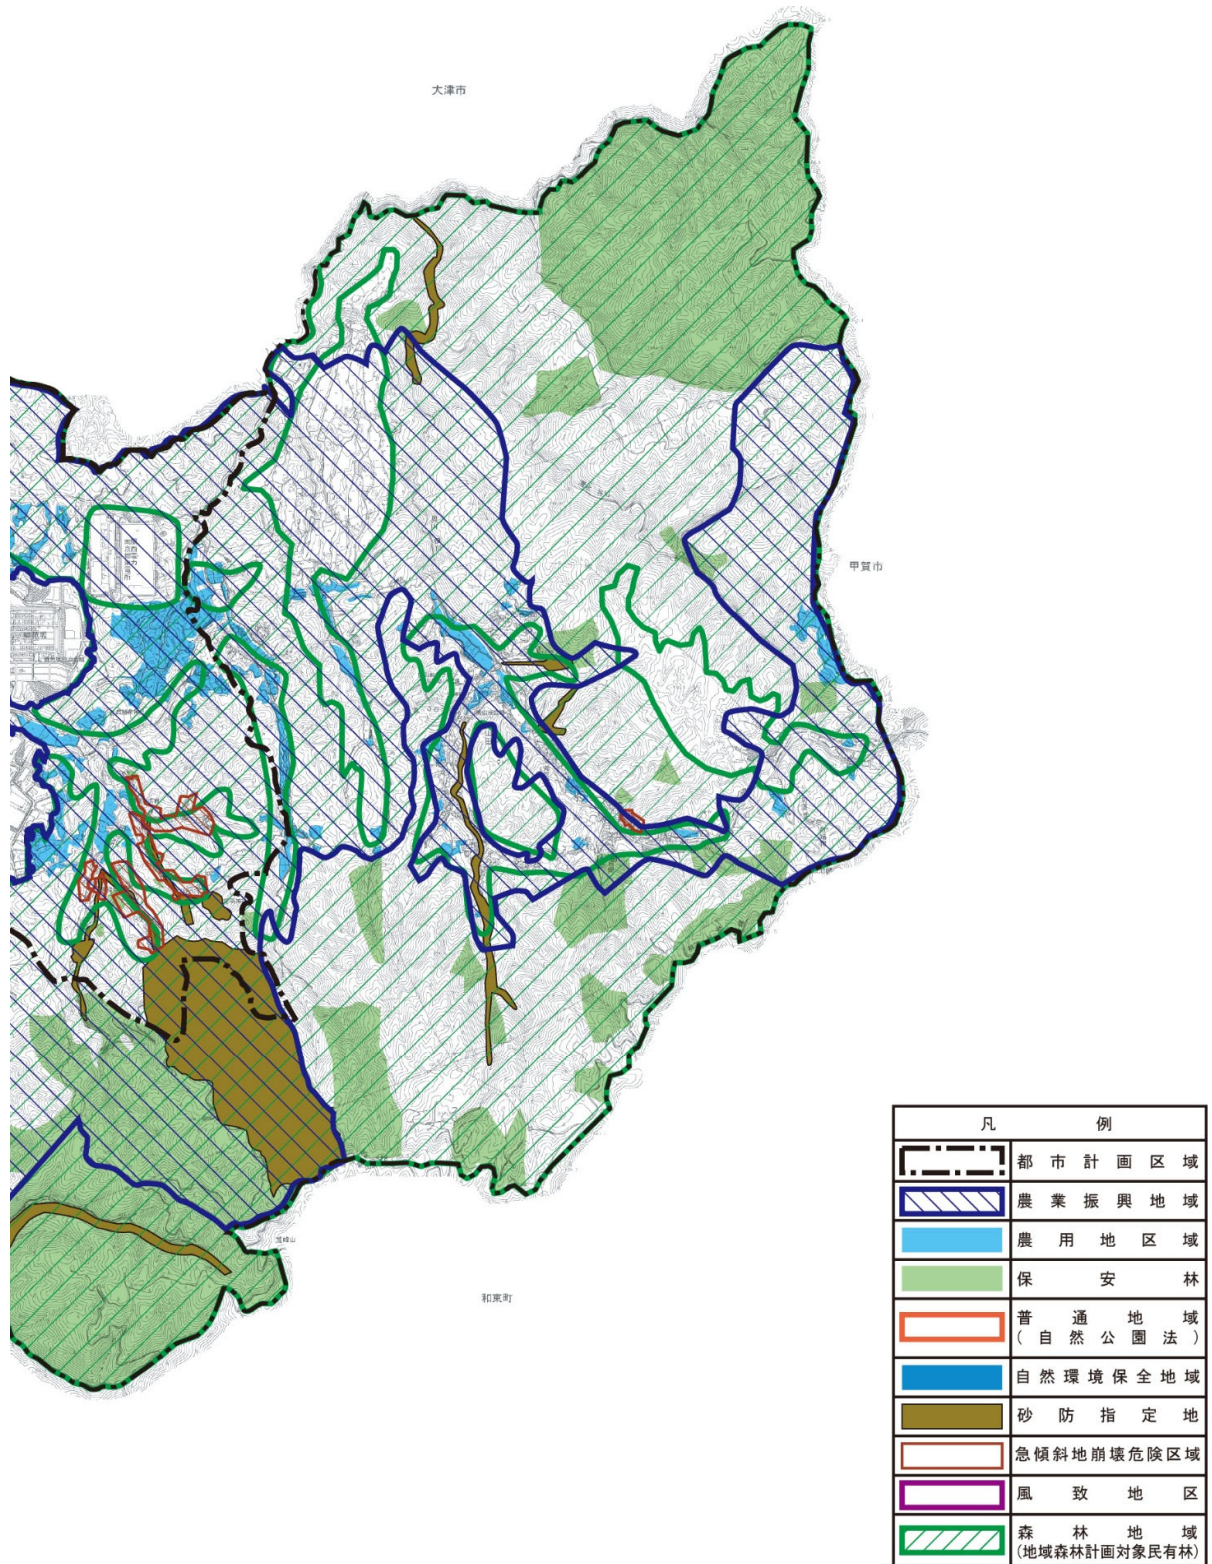 大津市
甲賀市
和束町
凡例
都市計画区域
農業振興地域
農用地区域
保安林
普通地域
(自然公園法)
自然環境保全地域
砂防指定地
急傾斜地崩壊危険区域
風致地区
森林地域
(地域森林計画対象民有林)